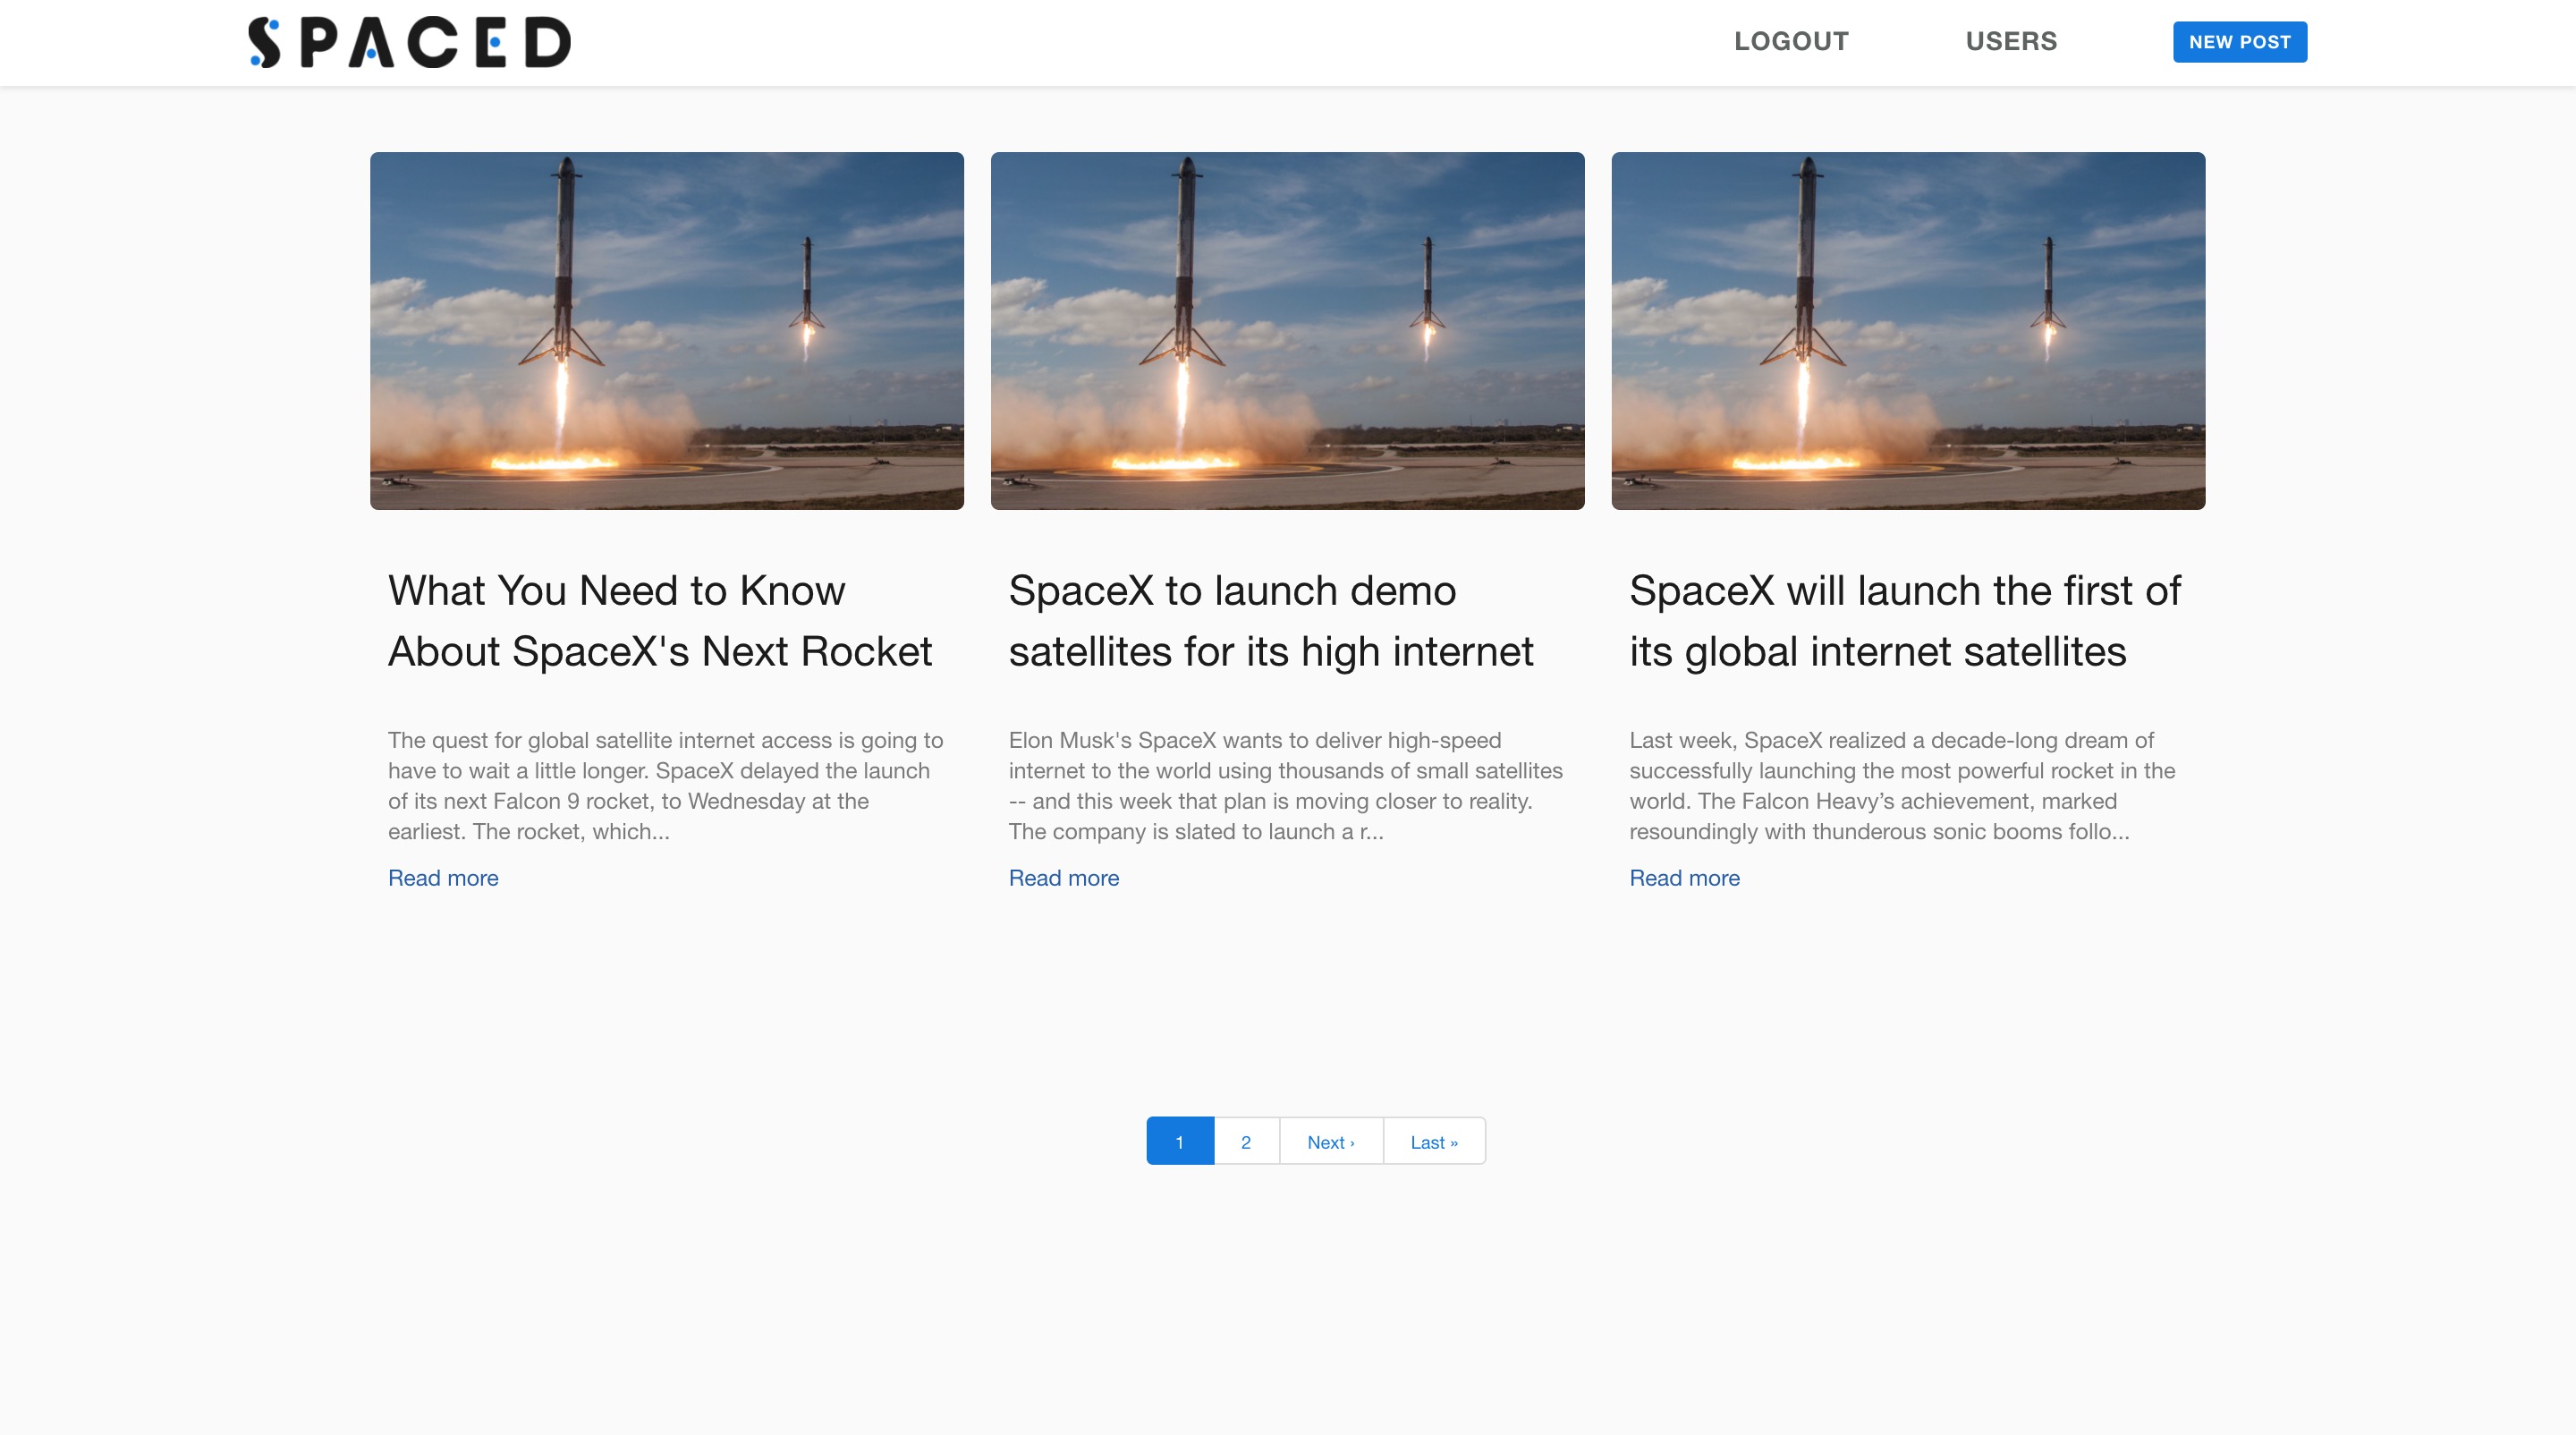 SPACED
LOGOUT
USERS
NEW POST
What You Need to Know
About SpaceX's Next Rocket
The quest for global satellite internet access is going to
have to wait a little longer. SpaceX delayed the launch
of its next Falcon 9 rocket, to Wednesday at the
earliest. The rocket, which...
Read more
SpaceX to launch demo
satellites for its high internet
Elon Musk's SpaceX wants to deliver high-speed
internet to the world using thousands of small satellites
-- and this week that plan is moving closer to reality.
The company is slated to launch a r...
Read more
SpaceX will launch the first of
its global internet satellites
Last week, SpaceX realized a decade-long dream of
successfully launching the most powerful rocket in the
world. The Falcon Heavy’s achievement, marked
resoundingly with thunderous sonic booms follo...
Read more
1
2
Next ›
Last »